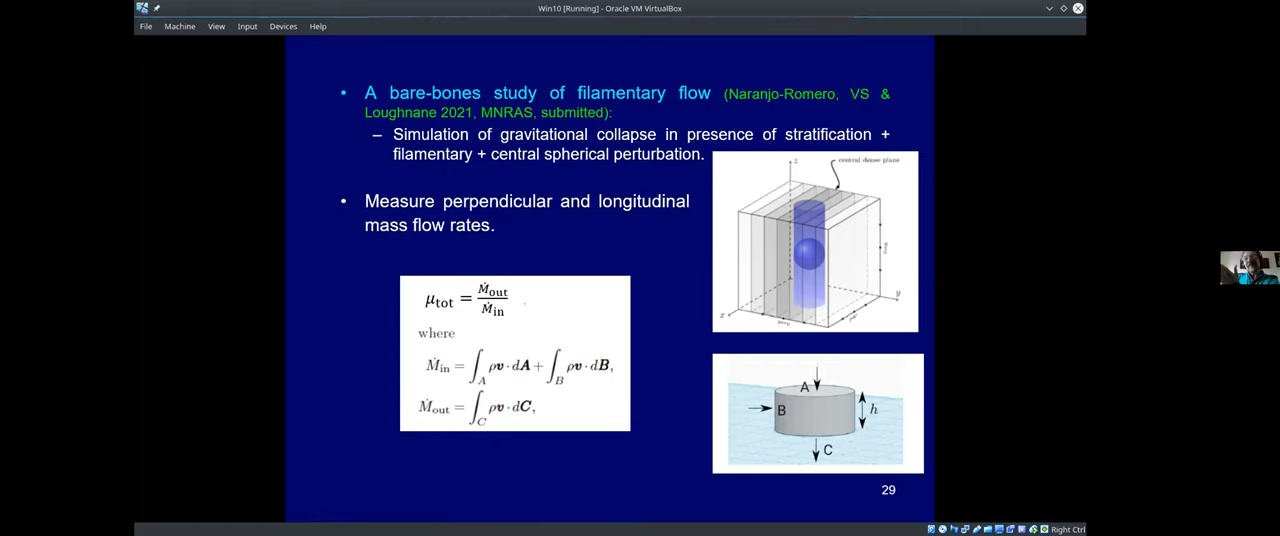 Win10 [Running] - Oracle VM VirtualBox
File Machine View Input Devices Help
• A bare-bones study of filamentary flow (Naranjo-Romero, VS &
Loughnane 2021, MNRAS, submitted):
– Simulation of gravitational collapse in presence of stratification +
filamentary + central spherical perturbation.
• Measure perpendicular and longitudinal
mass flow rates.
z
central dense plane
long
y
x
perp
μtot = Ṁout / Ṁin
where
Ṁin = ∫A ρv · dA + ∫B ρv · dB,
Ṁout = ∫C ρv · dC,
A
B
h
C
29
Right Ctrl